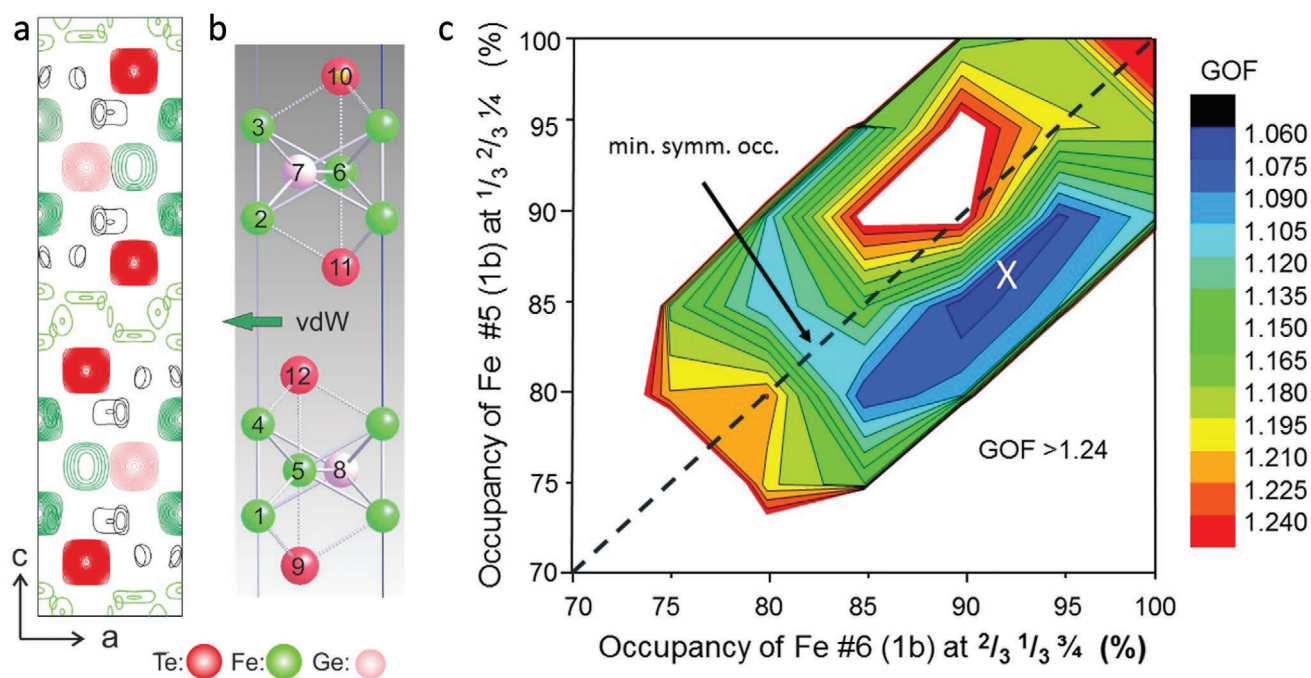 a
b
c
10
3
7
6
2
11
vdW
12
4
5
8
1
9
c
a
Te:
Fe:
Ge:
Occupancy of Fe #5 (1b) at ¹/₃ ²/₃ ¼ (%)
100
95
90
85
80
75
70
min. symm. occ.
X
GOF >1.24
70 75 80 85 90 95 100
Occupancy of Fe #6 (1b) at ²/₃ ¹/₃ ¾ (%)
GOF
1.060
1.075
1.090
1.105
1.120
1.135
1.150
1.165
1.180
1.195
1.210
1.225
1.240